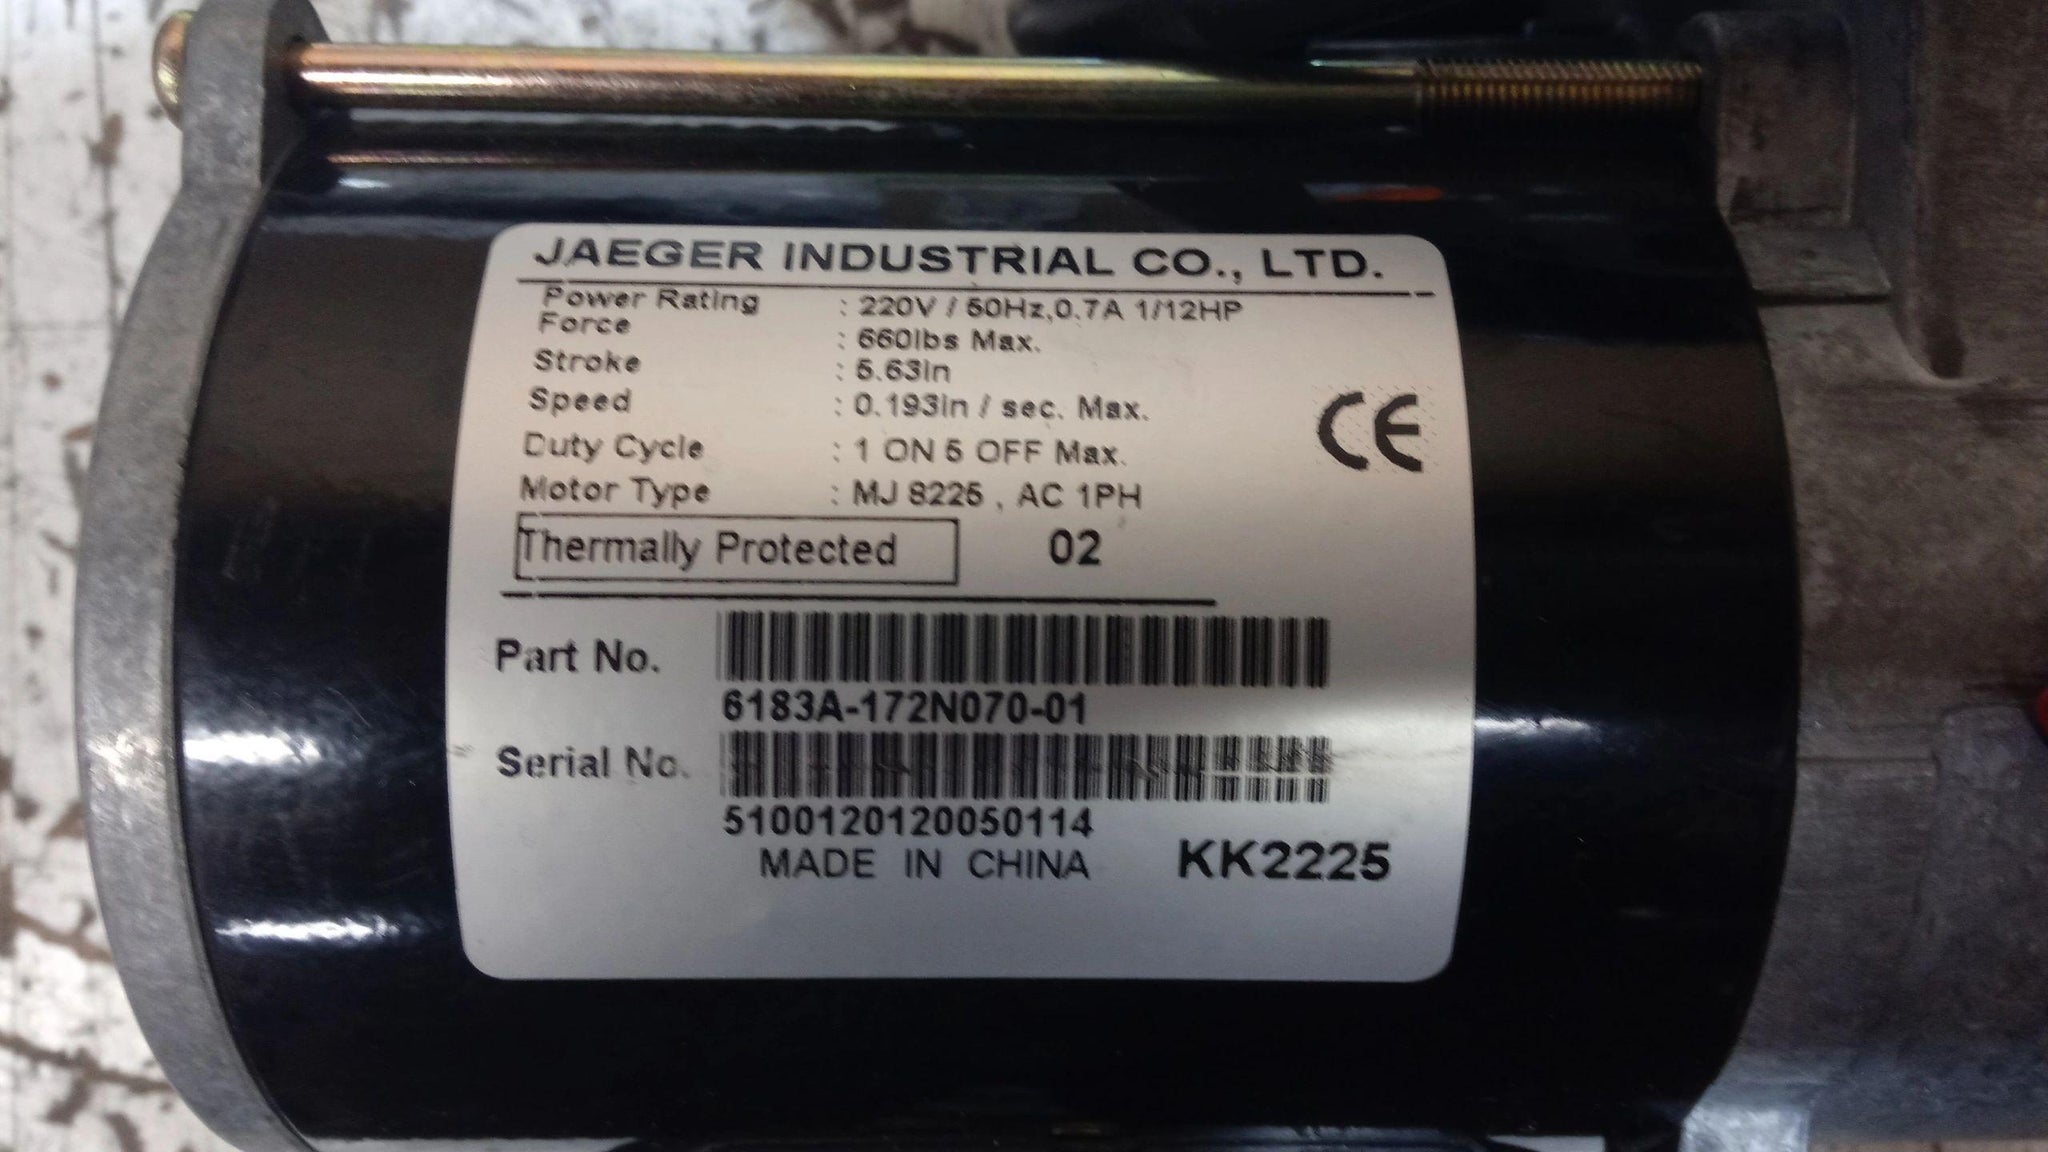 JAEGER INDUSTRIAL CO., LTD.
Power Rating : 220V / 50Hz,0.7A 1/12HP
Force : 660lbs Max.
Stroke : 5.63in
Speed : 0.193in / sec. Max.
Duty Cycle : 1 ON 5 OFF Max.
Motor Type : MJ 8225 , AC 1PH
Thermally Protected 02
CE
Part No.
6183A-172N070-01
Serial No.
5100120120050114
MADE IN CHINA KK2225